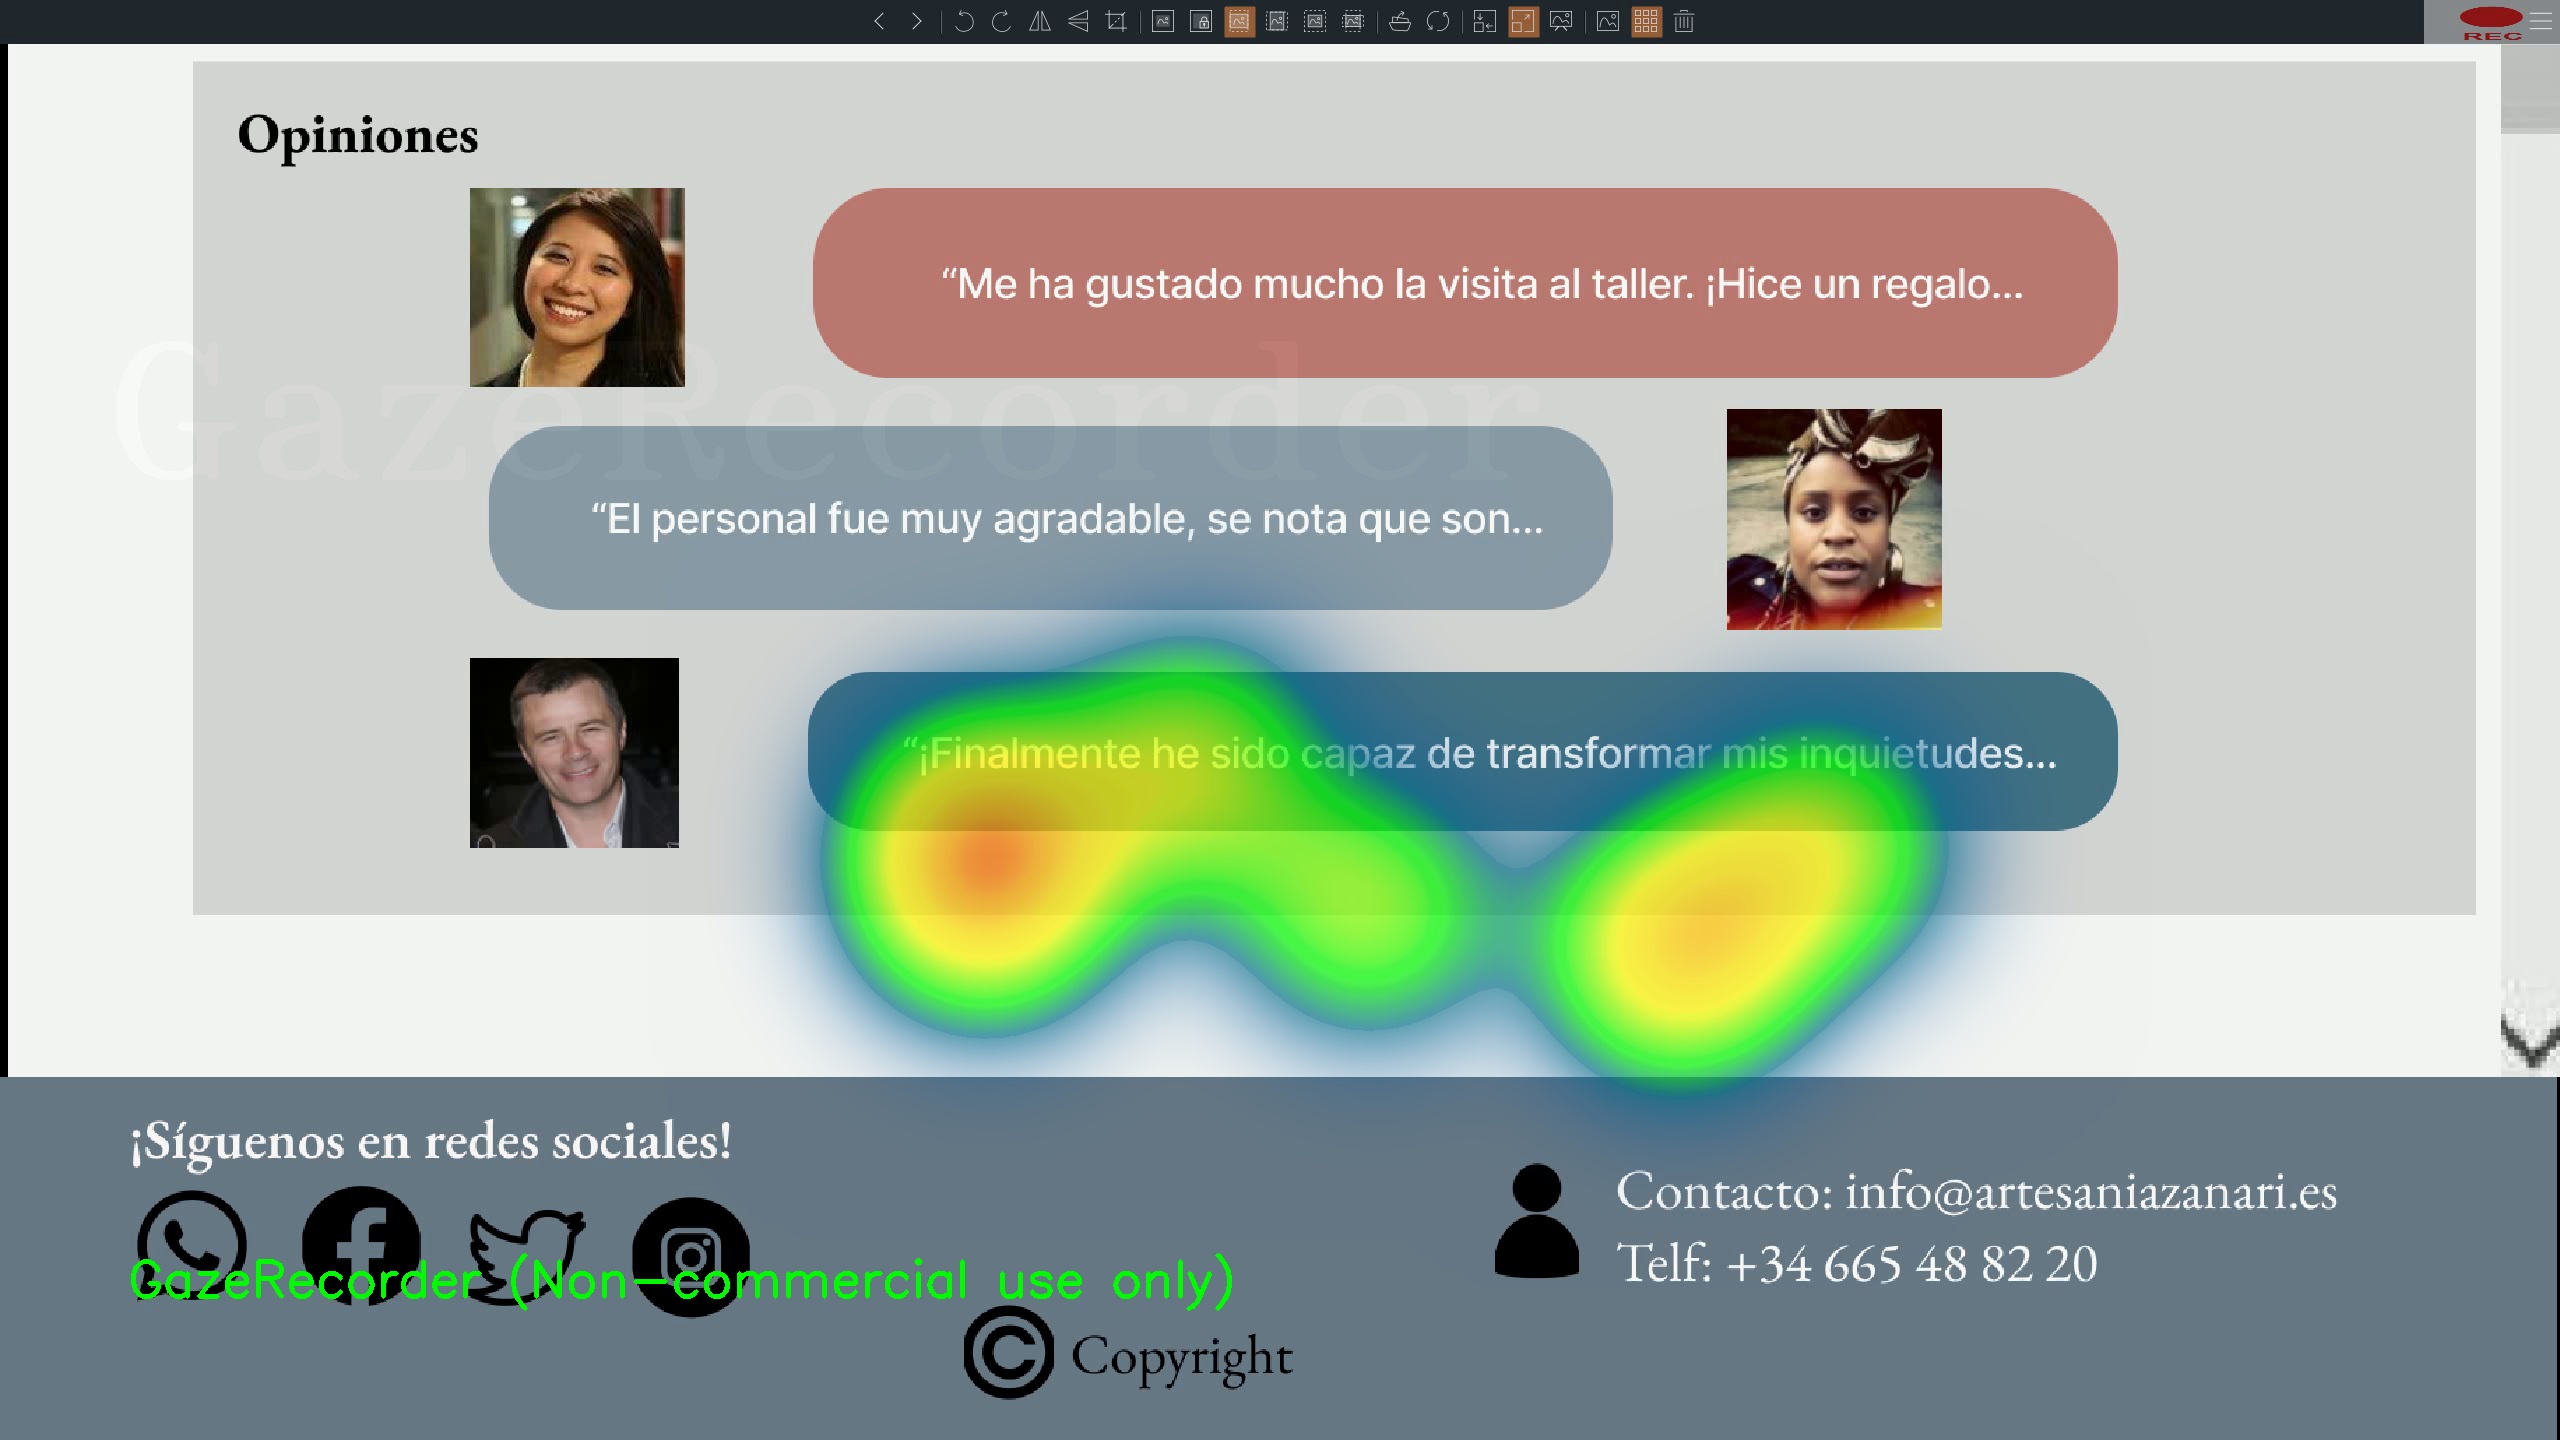 REC
Opiniones
“Me ha gustado mucho la visita al taller. ¡Hice un regalo...
GazeRecorder
“El personal fue muy agradable, se nota que son...
“¡Finalmente he sido capaz de transformar mis inquietudes...
¡Síguenos en redes sociales!
Contacto: info@artesaniazanari.es
Telf: +34 665 48 82 20
GazeRecorder (Non-commercial use only)
© Copyright